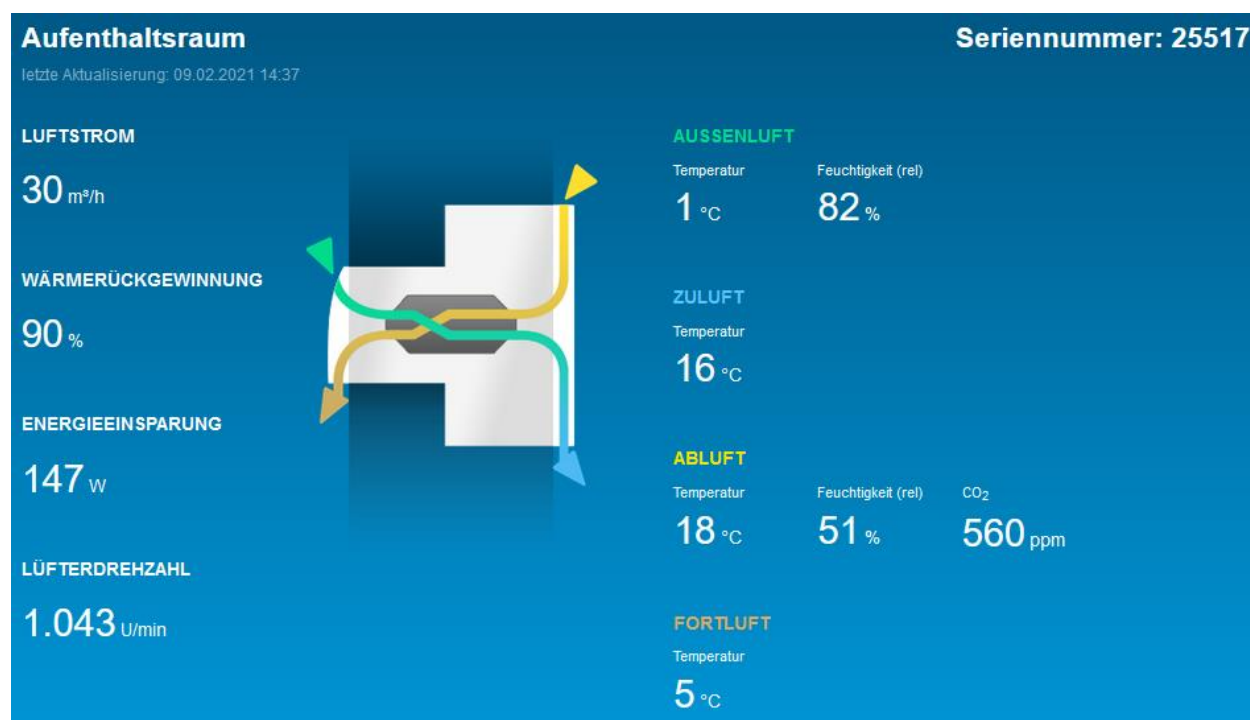 Aufenthaltsraum
Seriennummer: 25517
letzte Aktualisierung: 09.02.2021 14:37
LUFTSTROM
30 m³/h
WÄRMERÜCKGEWINNUNG
90 %
ENERGIEEINSPARUNG
147 W
LÜFTERDREHZAHL
1.043 U/min
AUSSENLUFT
Temperatur Feuchtigkeit (rel)
1 °C 82 %
ZULUFT
Temperatur
16 °C
ABLUFT
Temperatur Feuchtigkeit (rel) CO₂
18 °C 51 % 560 ppm
FORTLUFT
Temperatur
5 °C